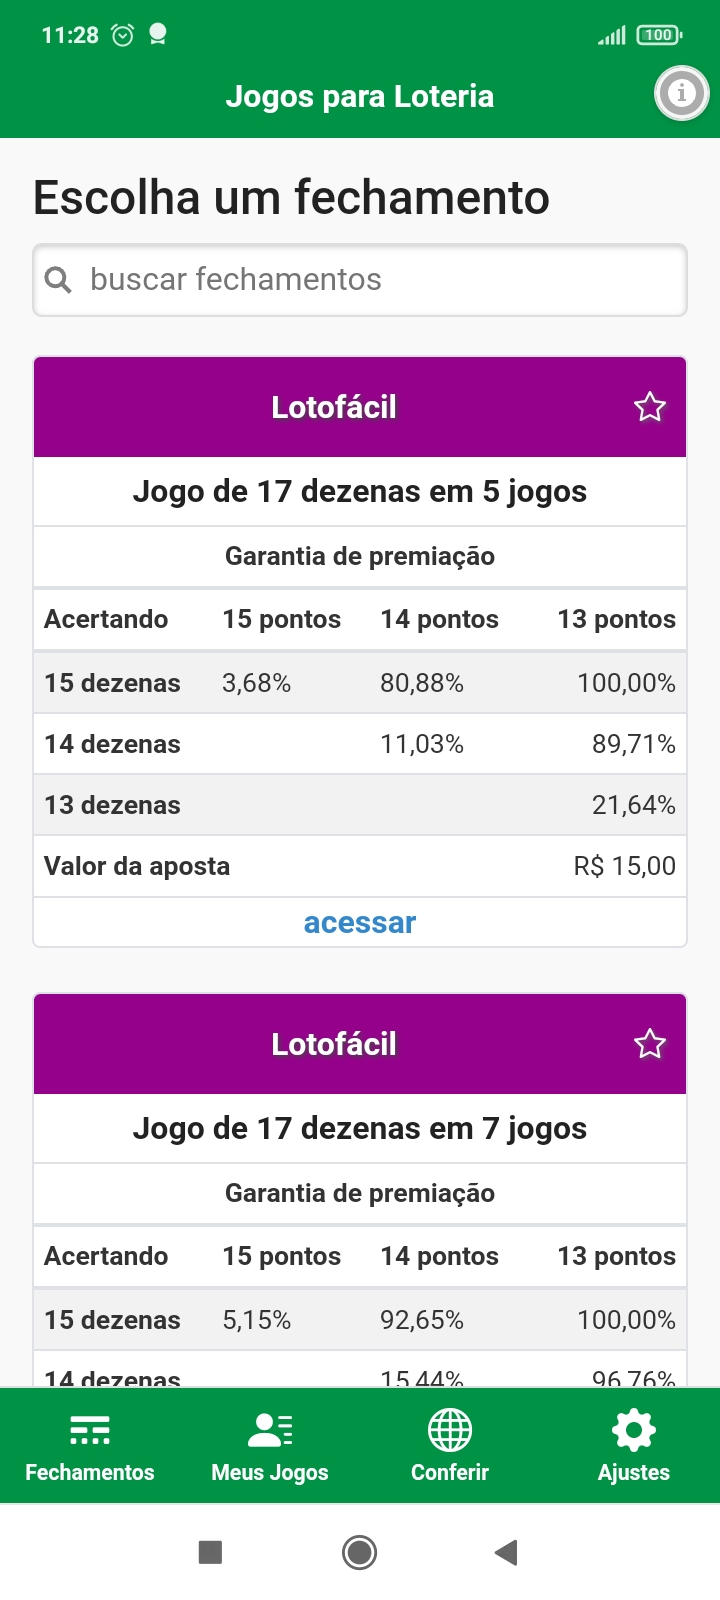 11:28
100
Jogos para Loteria
Escolha um fechamento
buscar fechamentos
Lotofácil
Jogo de 17 dezenas em 5 jogos
Garantia de premiação
Acertando 15 pontos 14 pontos 13 pontos
15 dezenas 3,68% 80,88% 100,00%
14 dezenas 11,03% 89,71%
13 dezenas 21,64%
Valor da aposta R$ 15,00
acessar
Lotofácil
Jogo de 17 dezenas em 7 jogos
Garantia de premiação
Acertando 15 pontos 14 pontos 13 pontos
15 dezenas 5,15% 92,65% 100,00%
14 dezenas 15,44% 96,76%
Fechamentos Meus Jogos Conferir Ajustes